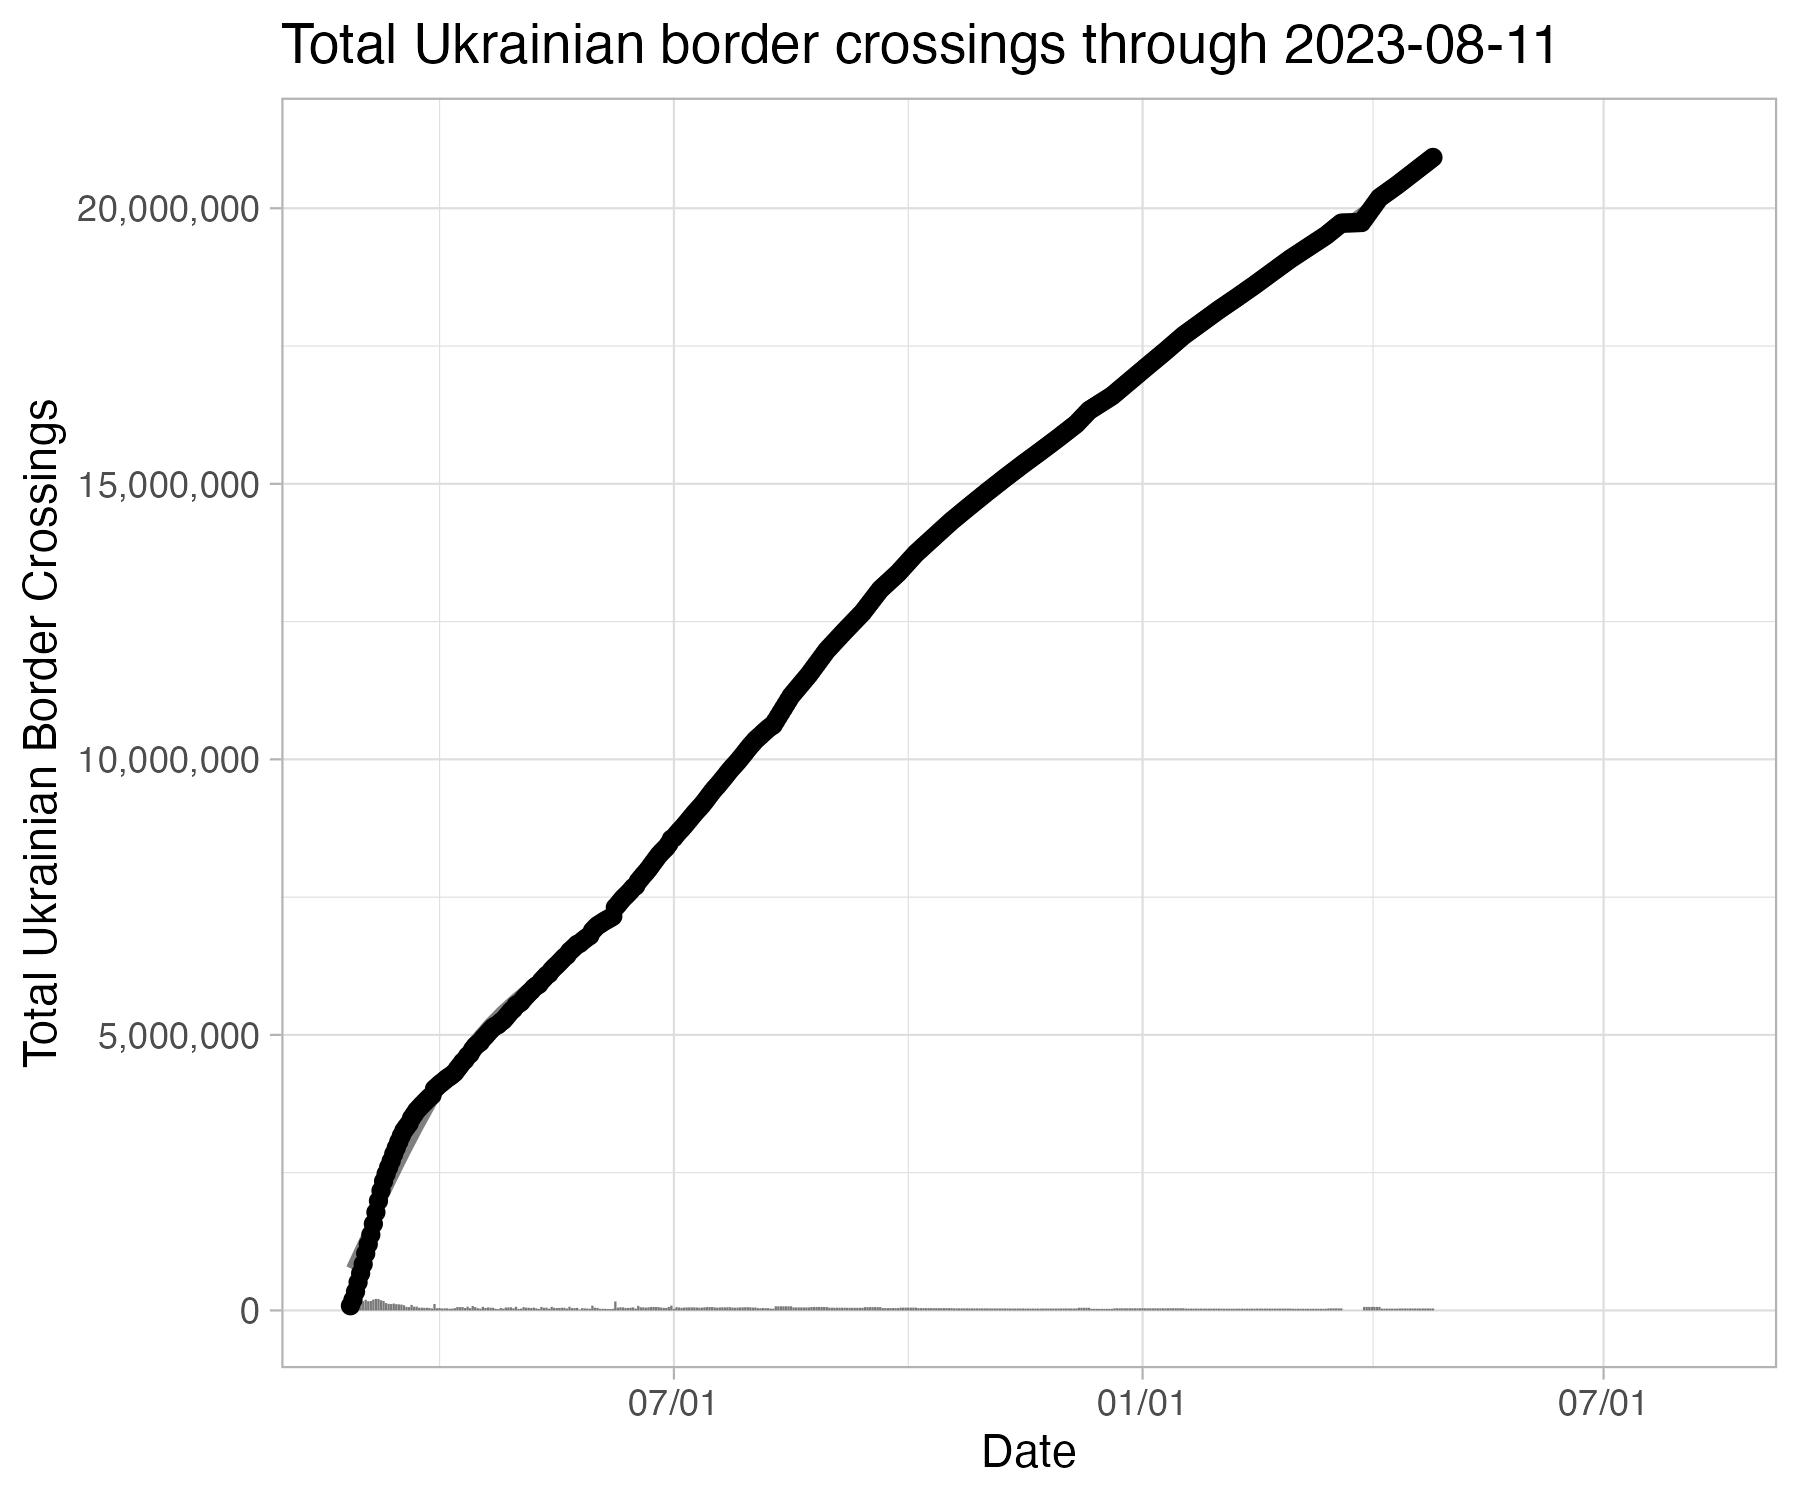 Total Ukrainian border crossings through 2023-08-11
Total Ukrainian Border Crossings
20,000,000
15,000,000
10,000,000
5,000,000
0
07/01
01/01
07/01
Date